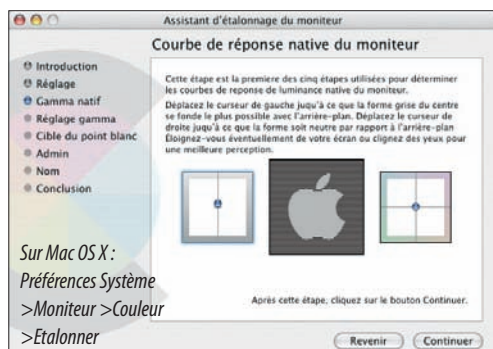 Assistant d'étalonnage du moniteur
Courbe de réponse native du moniteur
Introduction
Réglage
Gamma natif
Réglage gamma
Cible du point blanc
Admin
Nom
Conclusion
Cette étape est la premiere des cinq étapes utilisées pour déterminer
les courbes de reponse de luminance native du moniteur.
Déplacez le curseur de gauche juqu'à ce que la forme grise du centre
se fonde le plus possible avec l'arrière-plan. Déplacez le curseur de
droite juqu'à ce que la forme soit neutre par rapport à l'arrière-plan
Eloignez-vous éventuellement de votre écran ou clignez des yeux pour
une meilleure perception.
Après cette étape, cliquez sur le bouton Continuer.
Revenir
Continuer
Sur Mac OS X :
Préférences Système
>Moniteur >Couleur
>Etalonner